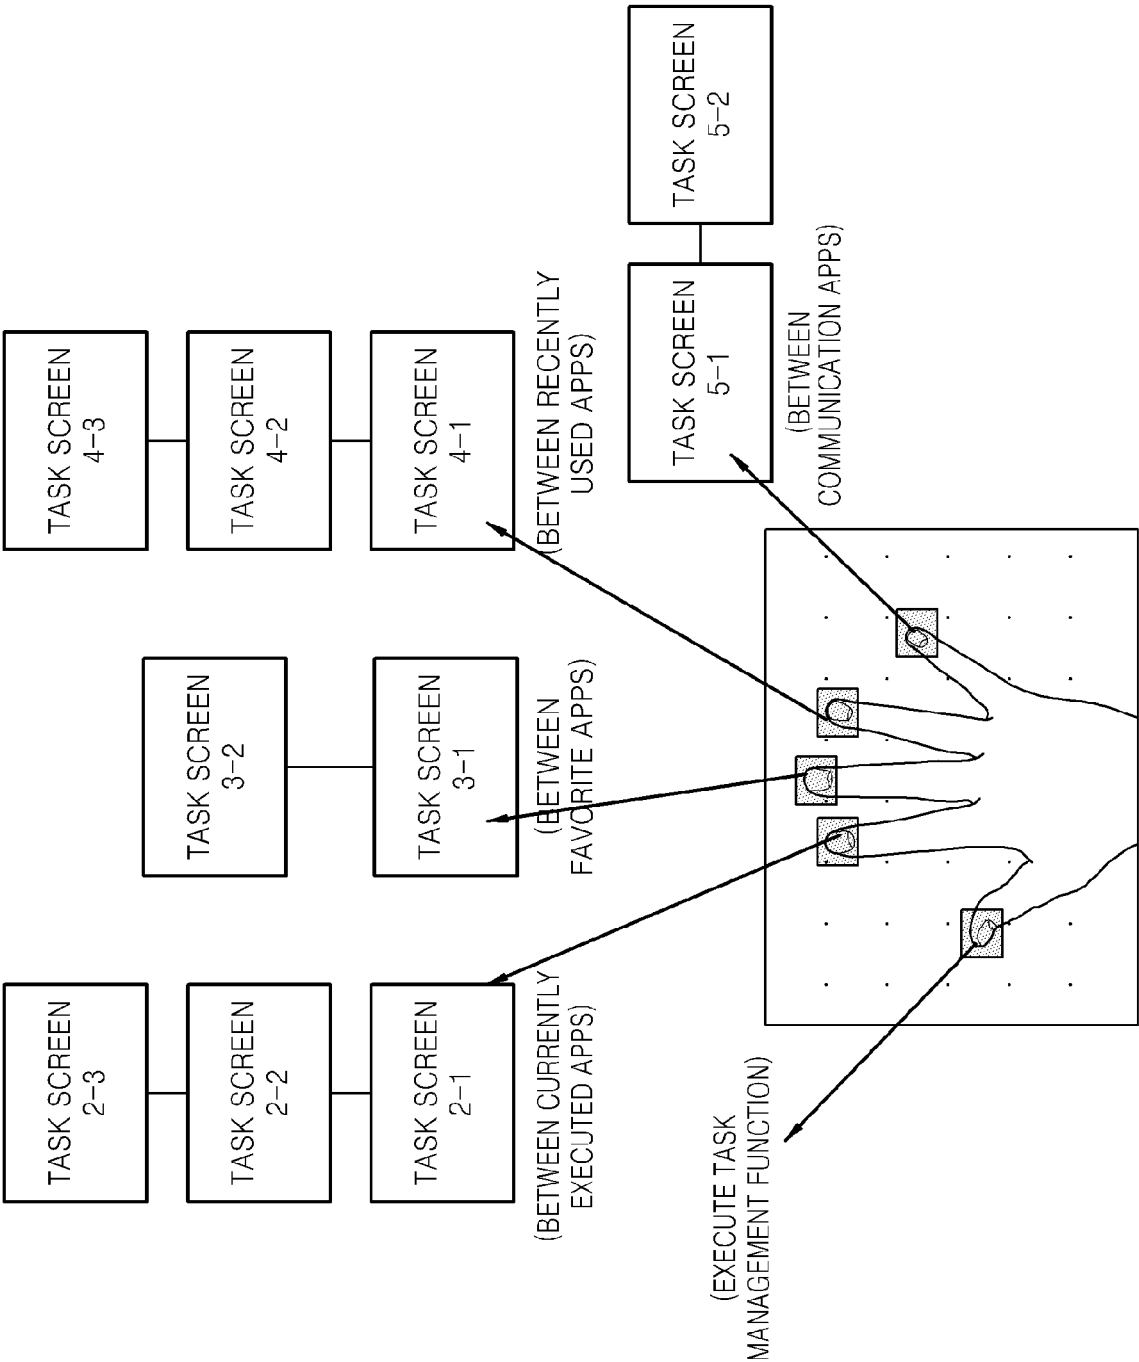 TASK SCREEN
2-3
TASK SCREEN
2-2
TASK SCREEN
2-1
(BETWEEN CURRENTLY
EXECUTED APPS)
TASK SCREEN
3-2
TASK SCREEN
3-1
(BETWEEN
FAVORITE APPS)
TASK SCREEN
4-3
TASK SCREEN
4-2
TASK SCREEN
4-1
(BETWEEN RECENTLY
USED APPS)
TASK SCREEN
5-1
TASK SCREEN
5-2
(BETWEEN
COMMUNICATION APPS)
(EXECUTE TASK
MANAGEMENT FUNCTION)